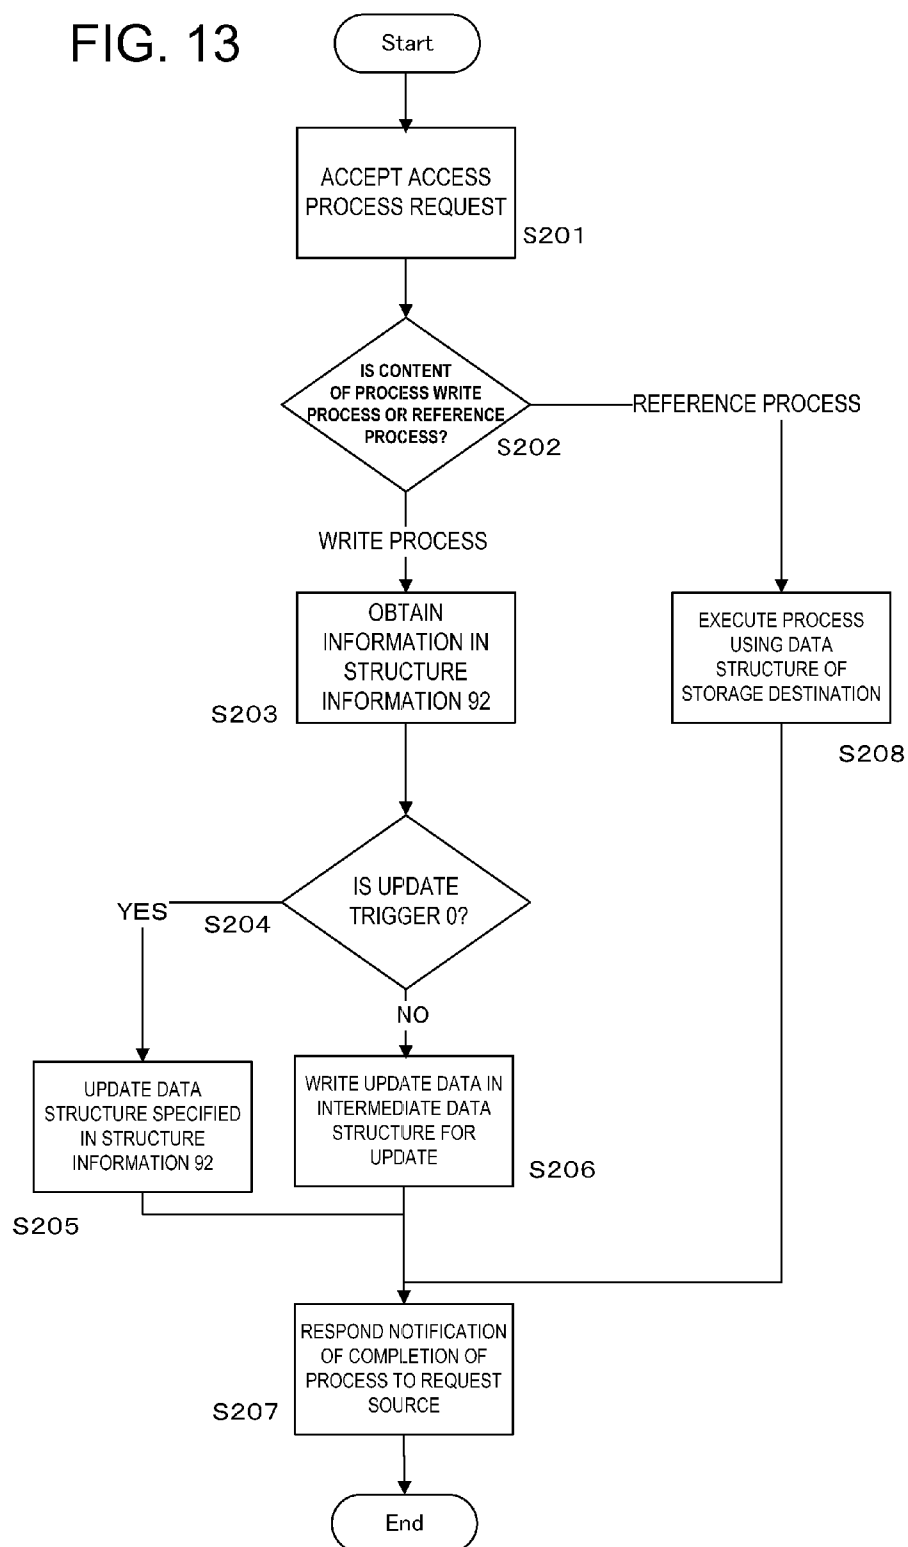 FIG. 13
Start
ACCEPT ACCESS
PROCESS REQUEST
S201
IS CONTENT
OF PROCESS WRITE
PROCESS OR REFERENCE
PROCESS?
S202
REFERENCE PROCESS
WRITE PROCESS
OBTAIN
INFORMATION IN
STRUCTURE
INFORMATION 92
S203
EXECUTE PROCESS
USING DATA
STRUCTURE OF
STORAGE DESTINATION
S208
IS UPDATE
TRIGGER 0?
S204
YES
NO
UPDATE DATA
STRUCTURE SPECIFIED
IN STRUCTURE
INFORMATION 92
S205
WRITE UPDATE DATA IN
INTERMEDIATE DATA
STRUCTURE FOR
UPDATE
S206
RESPOND NOTIFICATION
OF COMPLETION OF
PROCESS TO REQUEST
SOURCE
S207
End